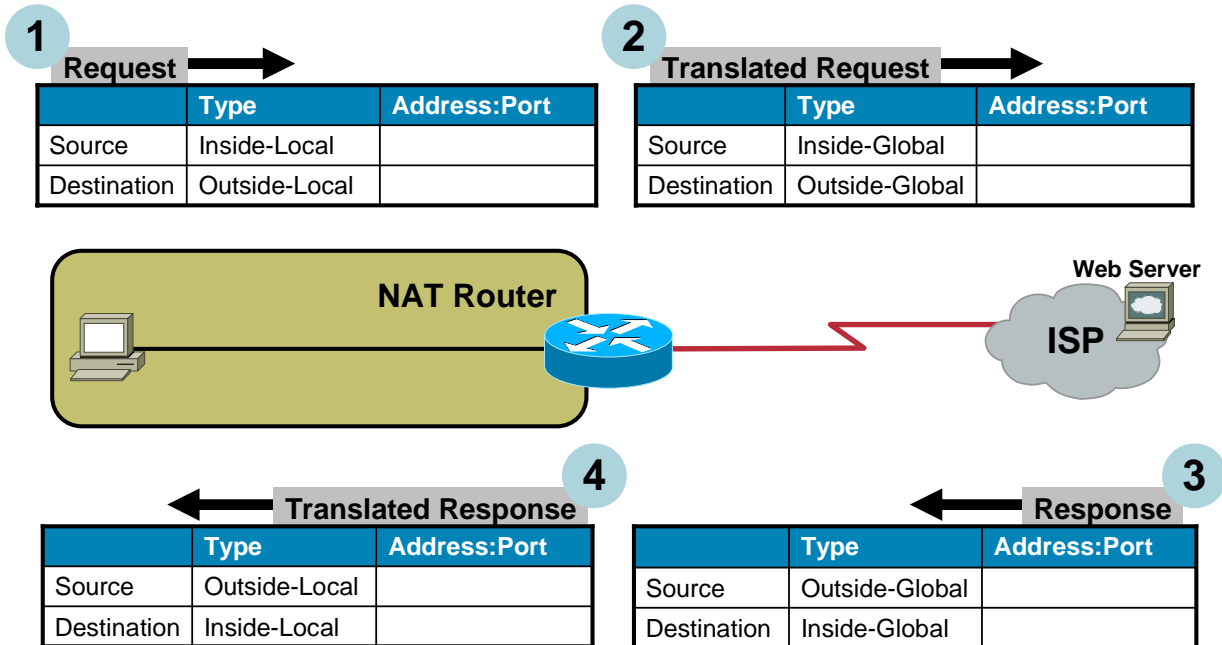 1
Request
Type Address:Port
Source Inside-Local
Destination Outside-Local
2
Translated Request
Type Address:Port
Source Inside-Global
Destination Outside-Global
NAT Router
Web Server
ISP
4
Translated Response
Type Address:Port
Source Outside-Local
Destination Inside-Local
3
Response
Type Address:Port
Source Outside-Global
Destination Inside-Global